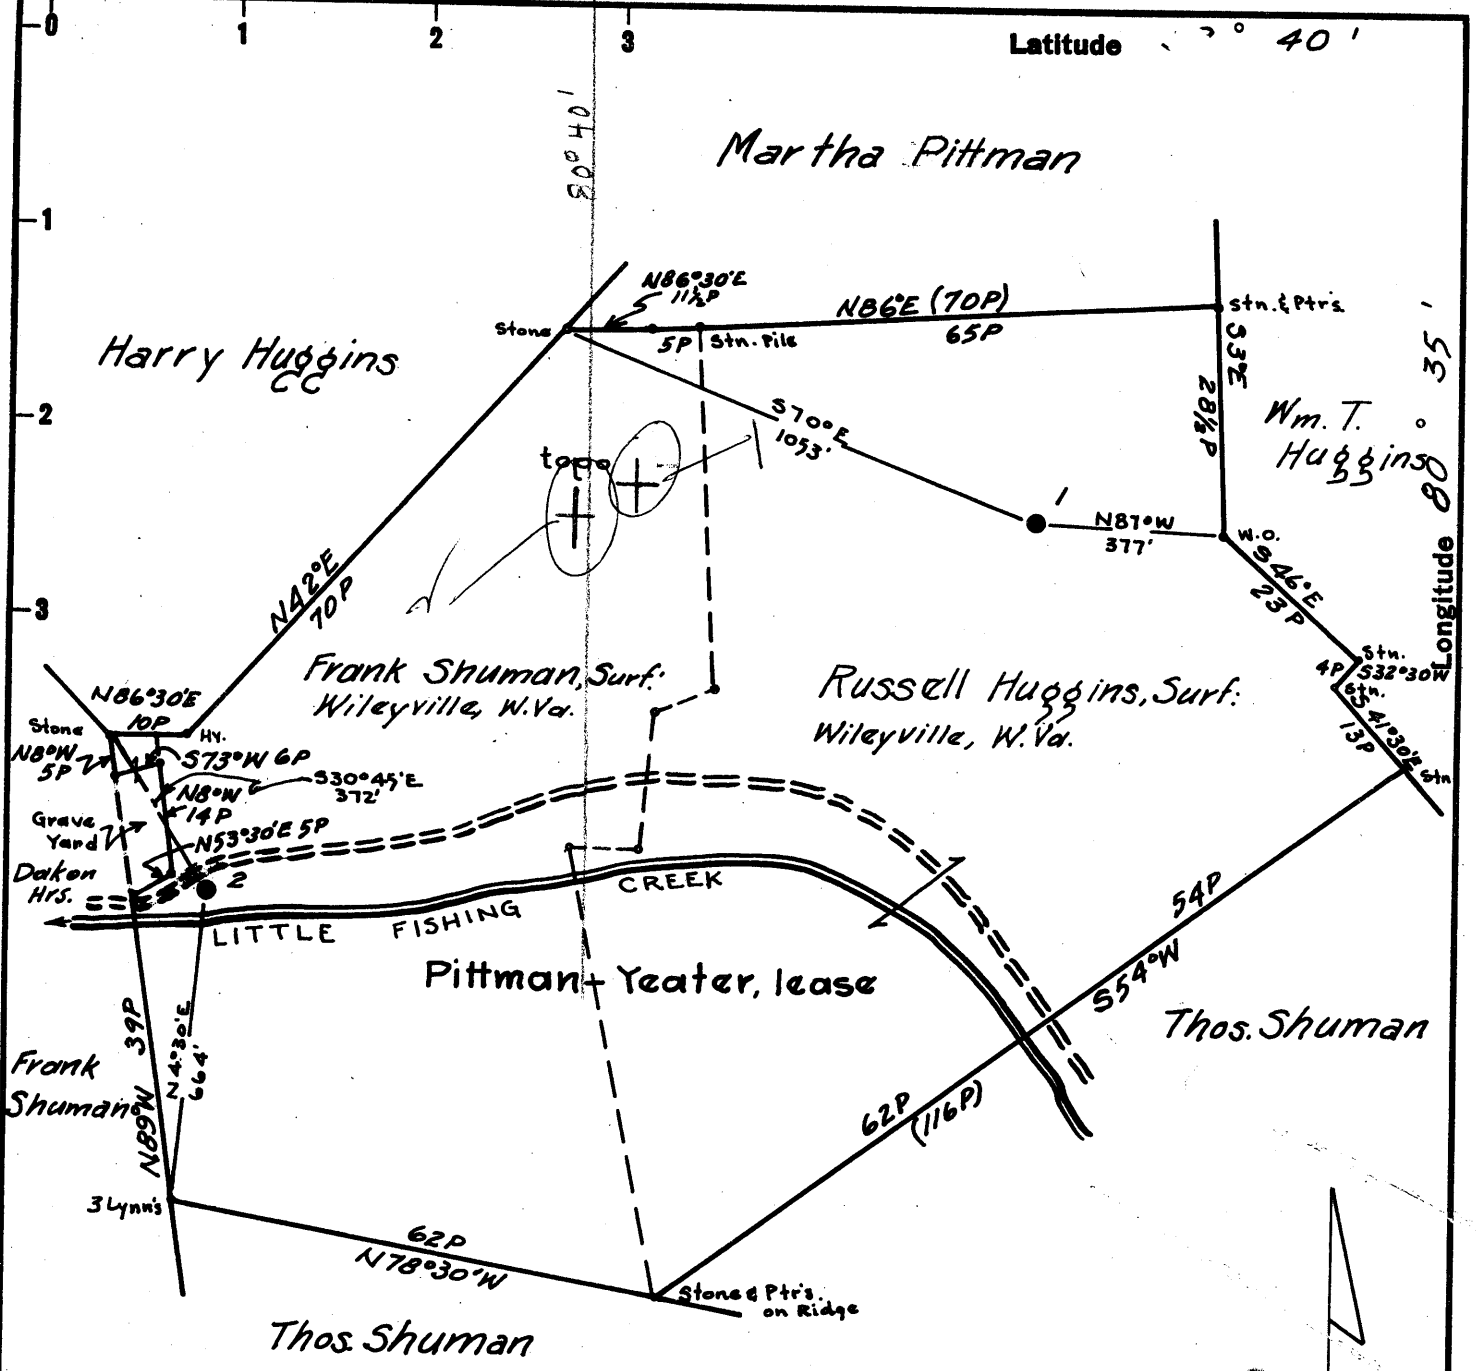 0
1
2
3
Latitude ° 40 '
80° 40 '
Martha Pittman
1
N86°30'E
11½P
N86°E (70P)
65P
Stn. & Ptr's
Stone
5P Stn. Pile
Harry Huggins
CC
S3°E
28½P
80 ° 35 '
Longitude
2
S70°E
1053'
Wm. T.
Huggins
topo
1
N87°W
377'
W.O.
S46°E
23P
N42°E
70P
3
Stn.
4P S32°30'W
Stn.
S41°30'E
13P
Stn
Frank Shuman, Surf:
Wileyville, W.Va.
Russell Huggins, Surf:
Wileyville, W.Va.
N86°30'E
10P
Stone
Hy.
N8°W
5P
S73°W 6P
S30°45'E
372'
N8°W
14P
Grave
Yard
N53°30'E 5P
Dakon
Hrs.
2
LITTLE FISHING CREEK
Pittman - Yeater, lease
54P
S54°W
Thos. Shuman
39P
N89°W
N4°30'E
664'
Frank
Shuman
62P
(116P)
3 Lynn's
62P
N78°30'W
Stone & Ptr's.
on Ridge
Thos. Shuman